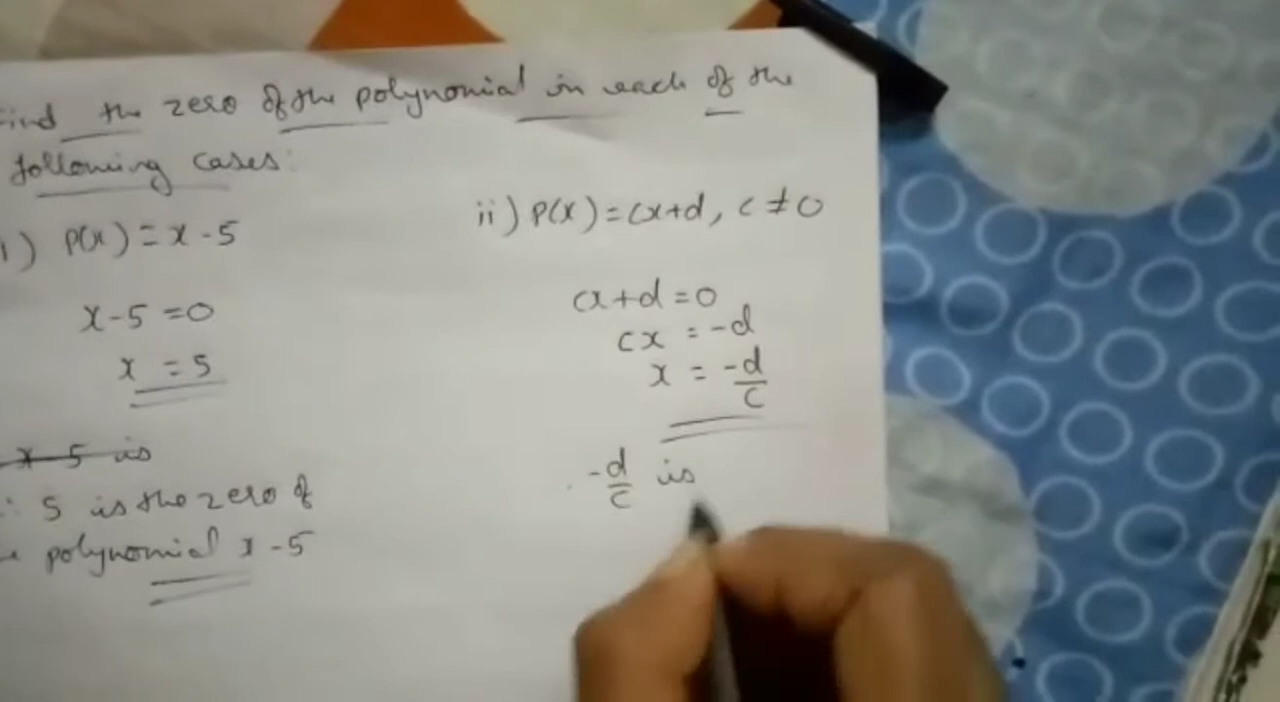 Find the zero of the polynomial in each of the
following cases:
i) P(x) = x - 5
x - 5 = 0
x = 5
x - 5 is
∴ 5 is the zero of
polynomial x - 5
ii) P(x) = cx+d, c ≠ 0
cx+d = 0
cx = -d
x = -d/c
-d/c is